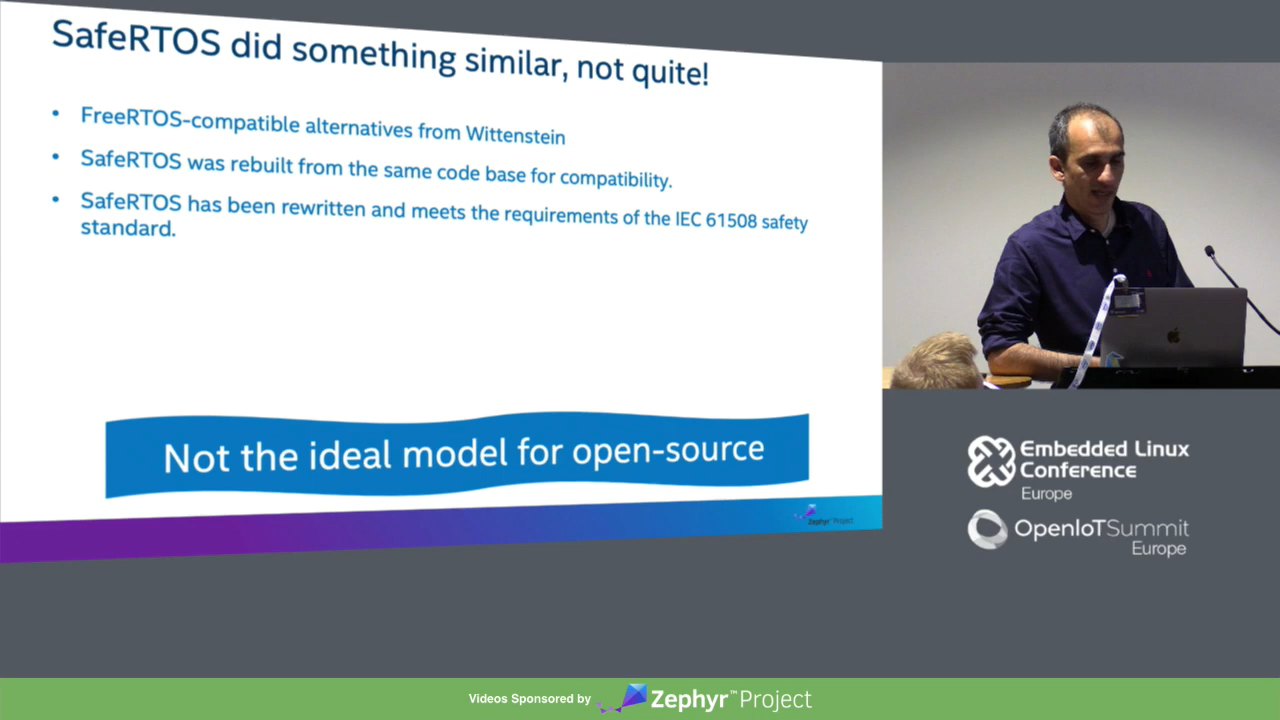 SafeRTOS did something similar, not quite!
• FreeRTOS-compatible alternatives from Wittenstein
• SafeRTOS was rebuilt from the same code base for compatibility.
• SafeRTOS has been rewritten and meets the requirements of the IEC 61508 safety
standard.
Not the ideal model for open-source
Zephyr™ Project
Embedded Linux
Conference
Europe
OpenIoTSummit
Europe
Videos Sponsored by Zephyr™Project